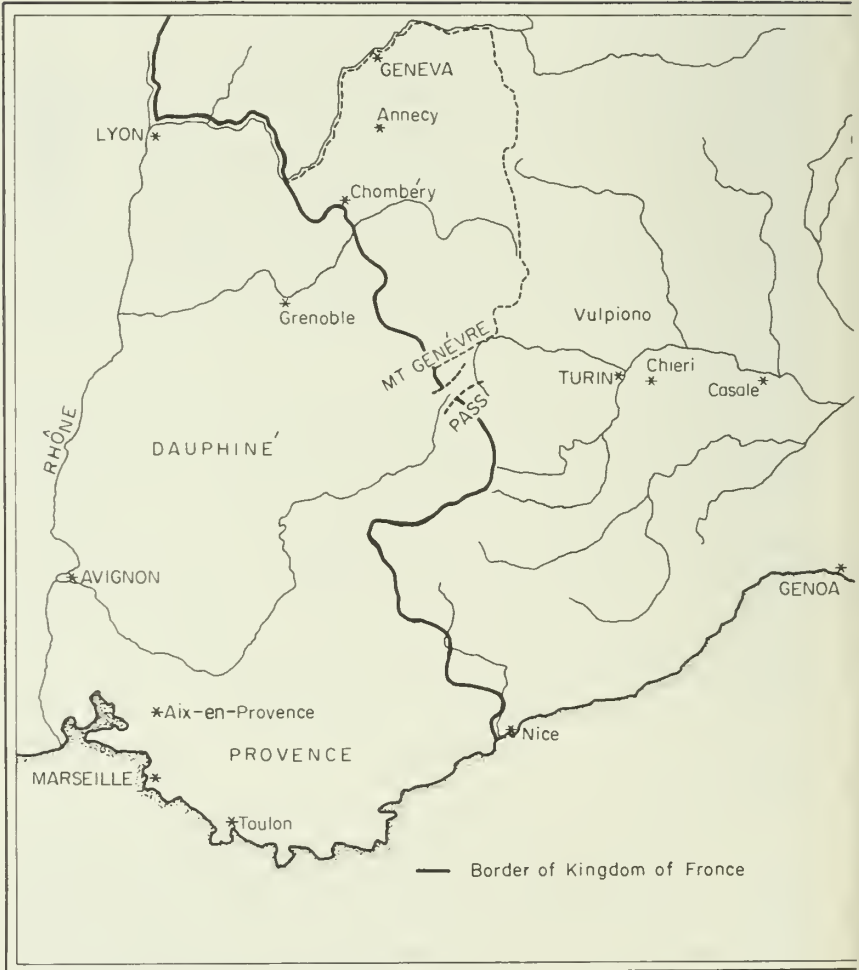 GENEVA
Annecy
LYON
Chombéry
Grenoble
Vulpiono
MT GENÉVRE
PASS
TURIN
Chieri
Casale
RHÔNE
DAUPHINÉ
AVIGNON
GENOA
Aix-en-Provence
PROVENCE
Nice
MARSEILLE
Toulon
Border of Kingdom of Fronce